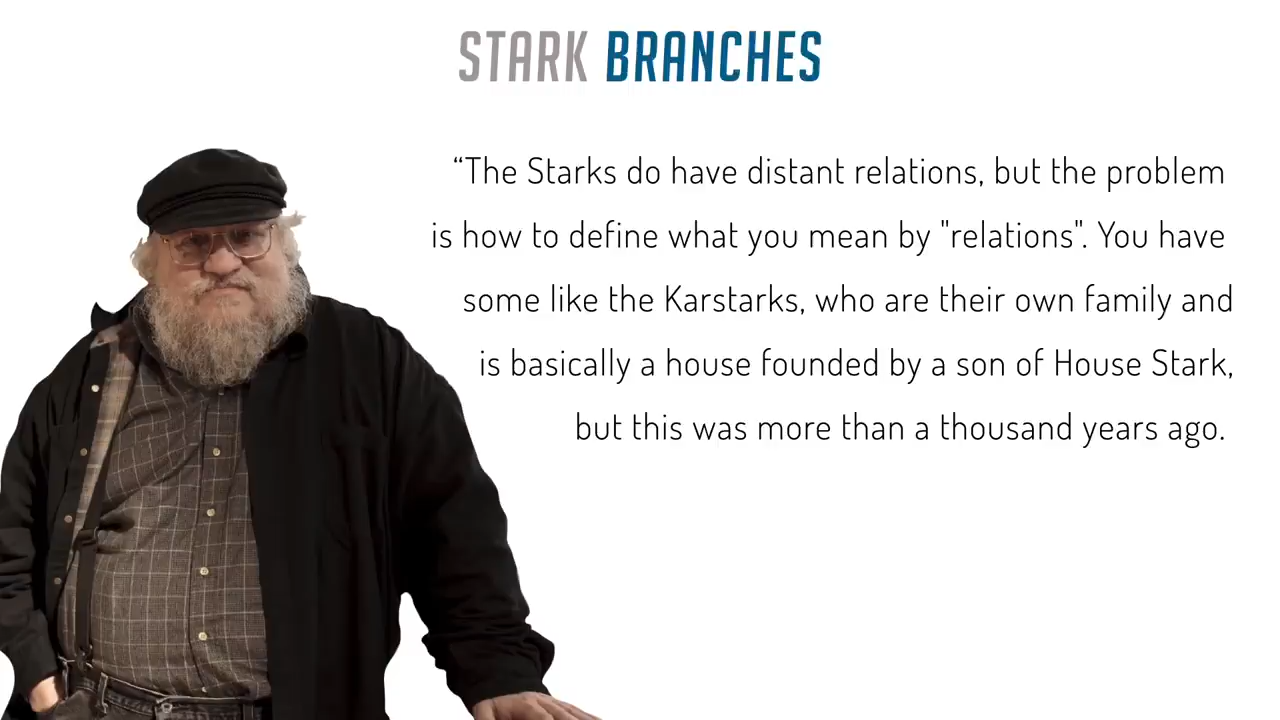 STARK BRANCHES
“The Starks do have distant relations, but the problem
is how to define what you mean by "relations". You have
some like the Karstarks, who are their own family and
is basically a house founded by a son of House Stark,
but this was more than a thousand years ago.